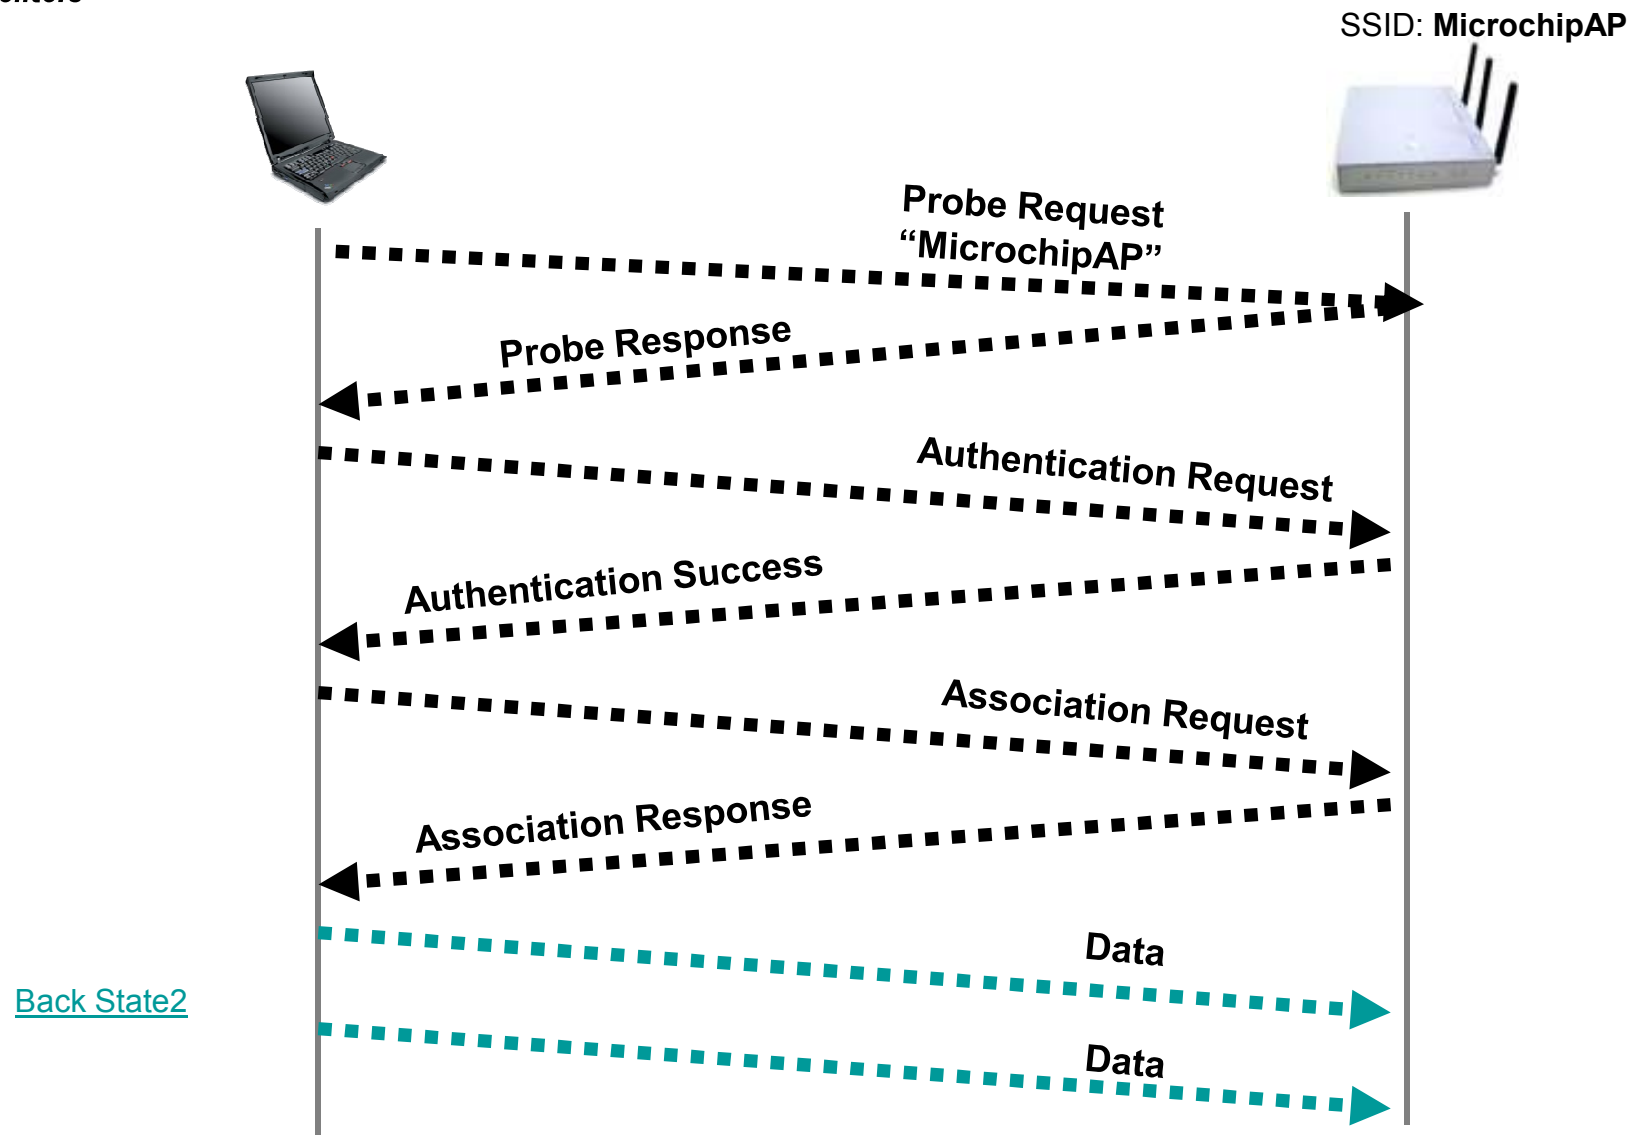 SSID: MicrochipAP
Probe Request
“MicrochipAP”
Probe Response
Authentication Request
Authentication Success
Association Request
Association Response
Data
Back State2
Data